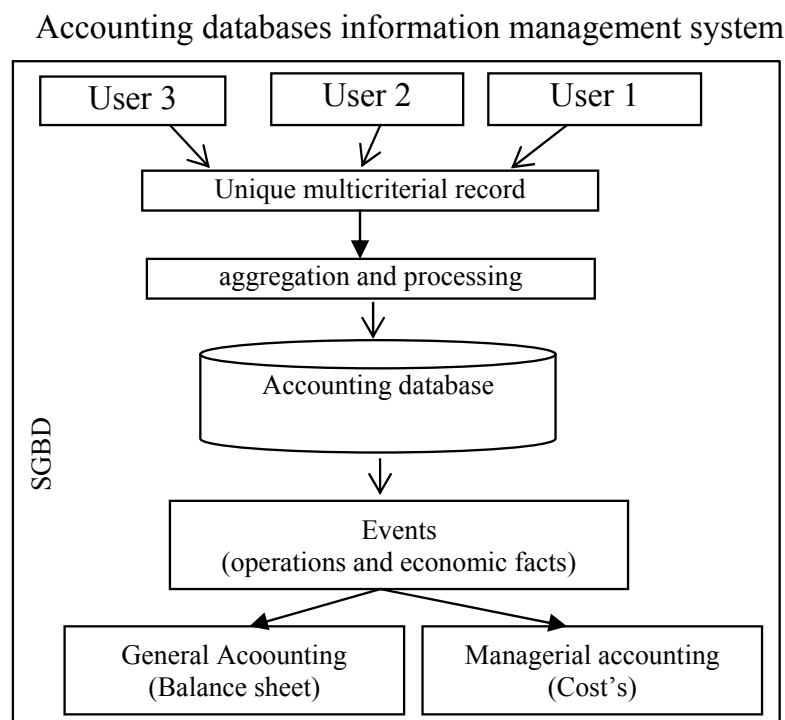 Accounting databases information management system
User 3
User 2
User 1
Unique multicriterial record
aggregation and processing
Accounting database
SGBD
Events
(operations and economic facts)
General Acoounting
(Balance sheet)
Managerial accounting
(Cost's)